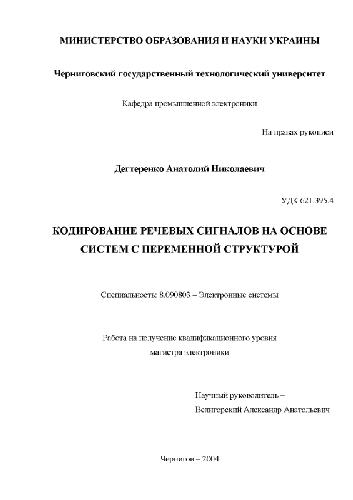 МИНИСТЕРСТВО ОБРАЗОВАНИЯ И НАУКИ УКРАИНЫ
Черниговский государственный технологический университет
Кафедра промышленной электроники
На правах рукописи
Дегтеренко Анатолий Николаевич
УДК 621.395.4
КОДИРОВАНИЕ РЕЧЕВЫХ СИГНАЛОВ НА ОСНОВЕ
СИСТЕМ С ПЕРЕМЕННОЙ СТРУКТУРОЙ
Специальность 8.090803 – Электронные системы
Работа на получение квалификационного уровня
магистра электроники
Научный руководитель –
Велигорский Александр Анатольевич
Чернигов – 2004